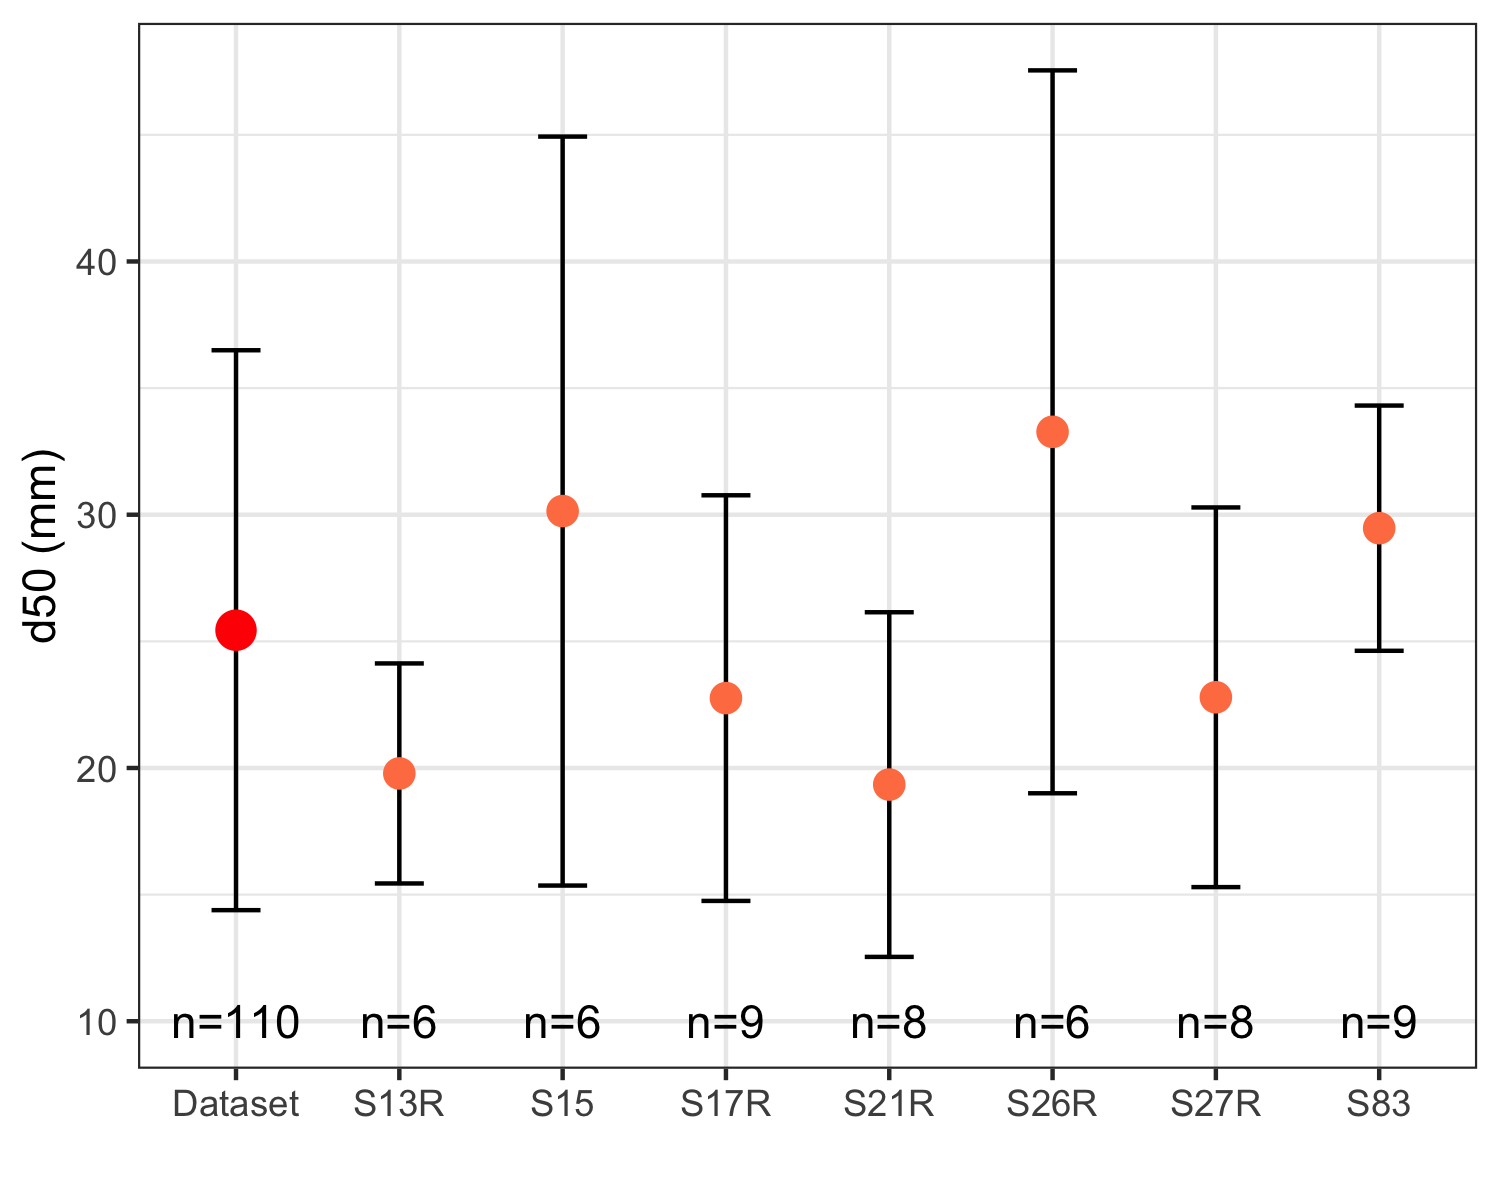 d50 (mm)
40
30
20
10
n=110 n=6 n=6 n=9 n=8 n=6 n=8 n=9
Dataset S13R S15 S17R S21R S26R S27R S83